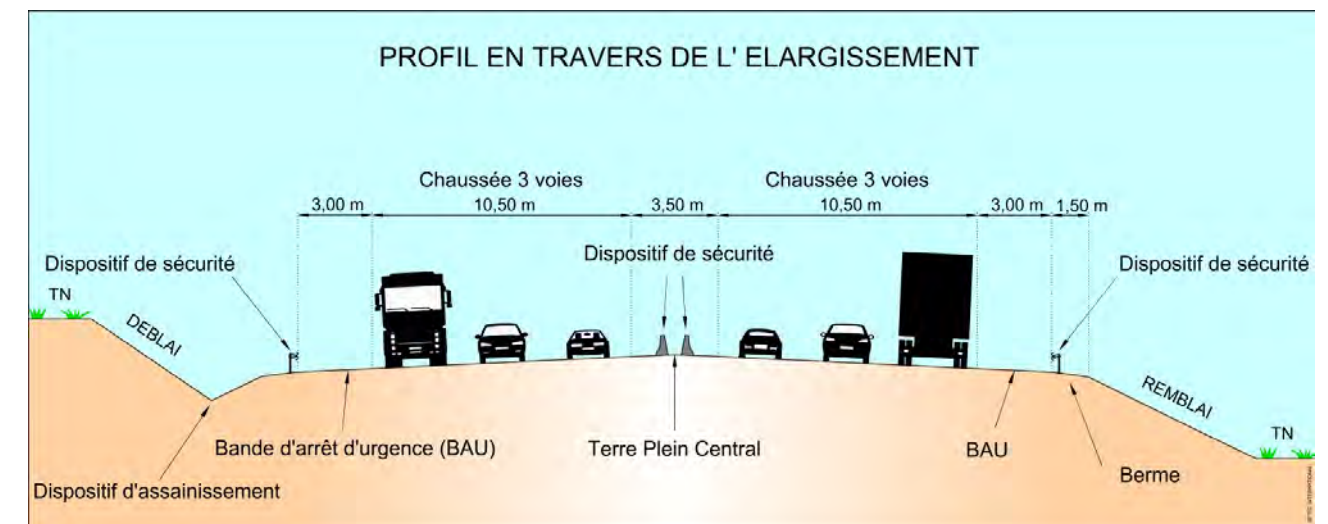 PROFIL EN TRAVERS DE L' ELARGISSEMENT
Chaussée 3 voies
Chaussée 3 voies
3,00 m
10,50 m
3,50 m
10,50 m
3,00 m
1,50 m
Dispositif de sécurité
Dispositif de sécurité
Dispositif de sécurité
TN
DEBLAI
REMBLAI
TN
Bande d'arrêt d'urgence (BAU)
Terre Plein Central
BAU
Berme
Dispositif d'assainissement